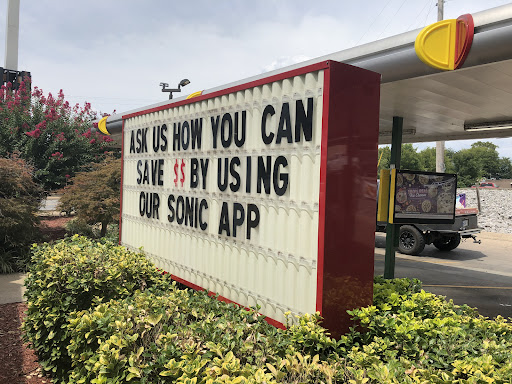 ASK US HOW YOU CAN
SAVE $$ BY USING
OUR SONIC APP